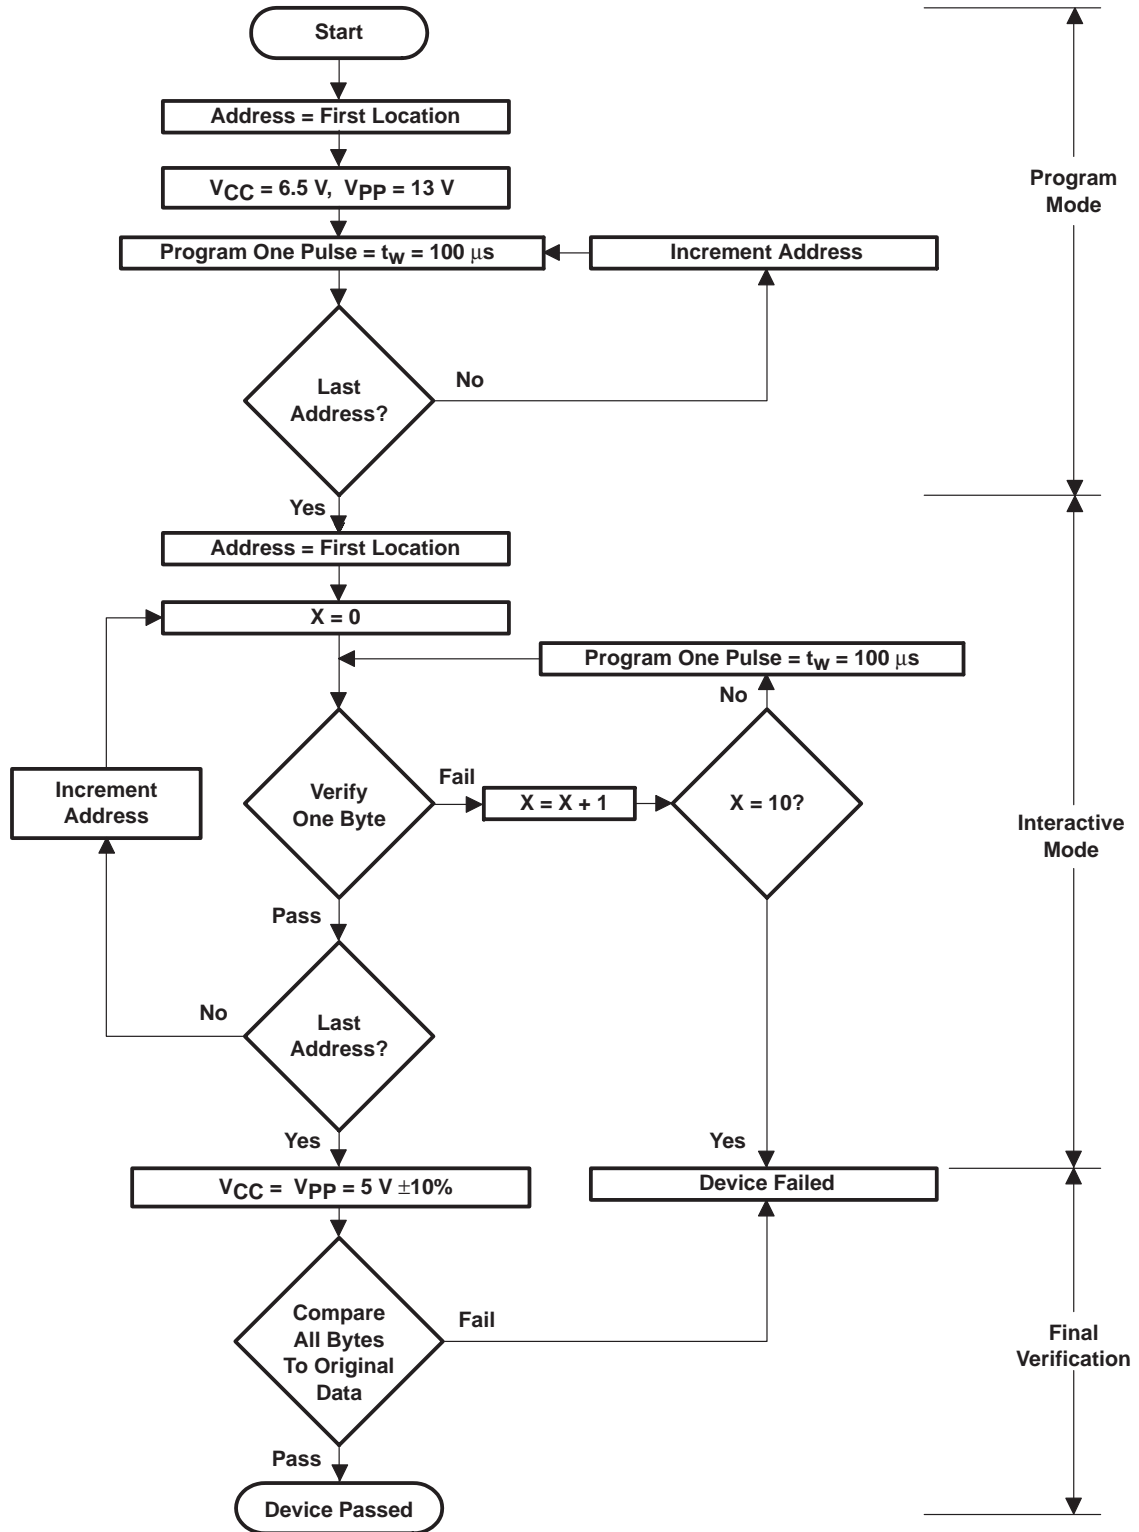 Start
Address = First Location
VCC = 6.5 V, VPP = 13 V
Program
Mode
Program One Pulse = tw = 100 μs
Increment Address
Last
Address?
No
Yes
Address = First Location
X = 0
Program One Pulse = tw = 100 μs
No
Increment
Address
Verify
One Byte
Fail
X = X + 1
X = 10?
Interactive
Mode
Pass
No
Last
Address?
Yes
Yes
VCC = VPP = 5 V ±10%
Device Failed
Compare
All Bytes
To Original
Data
Fail
Final
Verification
Pass
Device Passed